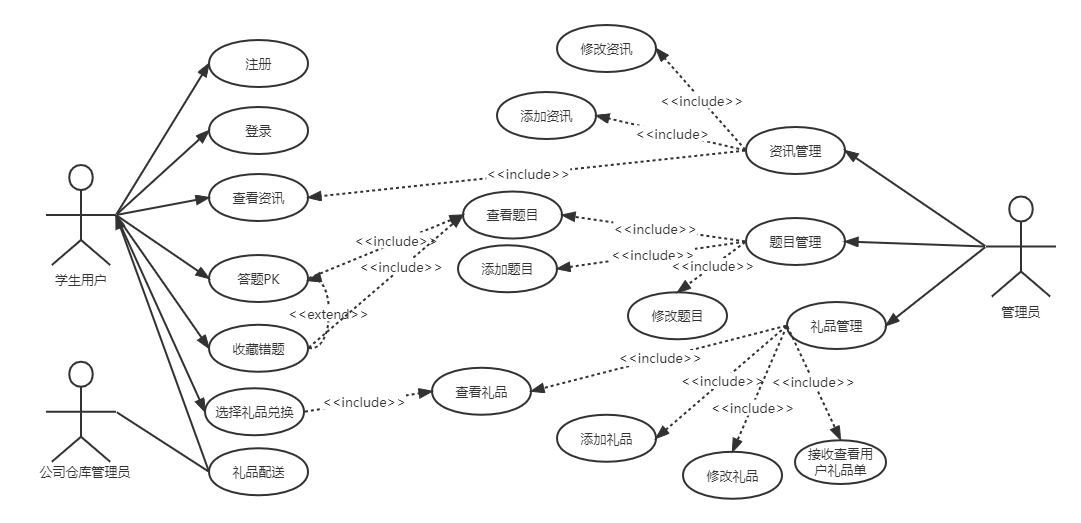 修改资讯
注册
<<include>>
添加资讯
登录
<<include>
资讯管理
<<include>>
查看资讯
查看题目
<<include>>
<<include>>
题目管理
<<include>>
<<include>>
添加题目
<<include>>
学生用户
答题PK
管理员
<<extend>>
修改题目
礼品管理
收藏错题
<<include>>
<<include>>
<<include>>
查看礼品
<<include>>
<<include>>
选择礼品兑换
添加礼品
公司仓库管理员
礼品配送
修改礼品
接收查看用
户礼品单